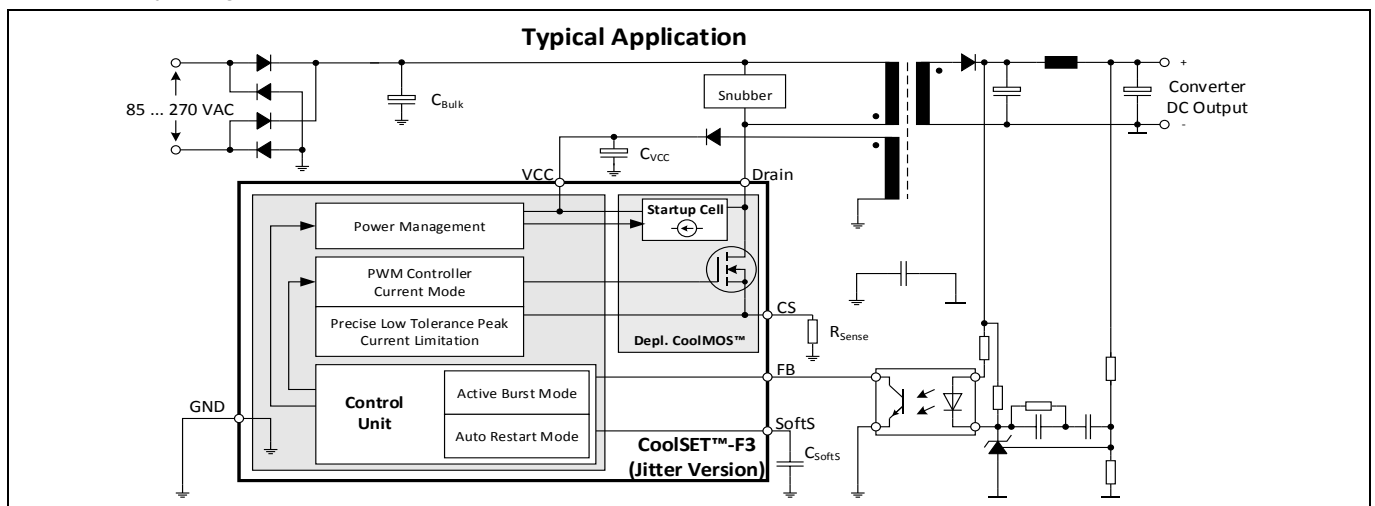 Typical Application
85 ... 270 VAC
CBulk
Snubber
+
Converter
DC Output
-
CVCC
VCC
Drain
Power Management
Startup Cell
PWM Controller
Current Mode
Precise Low Tolerance Peak
Current Limitation
Depl. CoolMOS™
CS
RSense
FB
GND
Control
Unit
Active Burst Mode
Auto Restart Mode
SoftS
CSoftS
CoolSET™-F3
(Jitter Version)